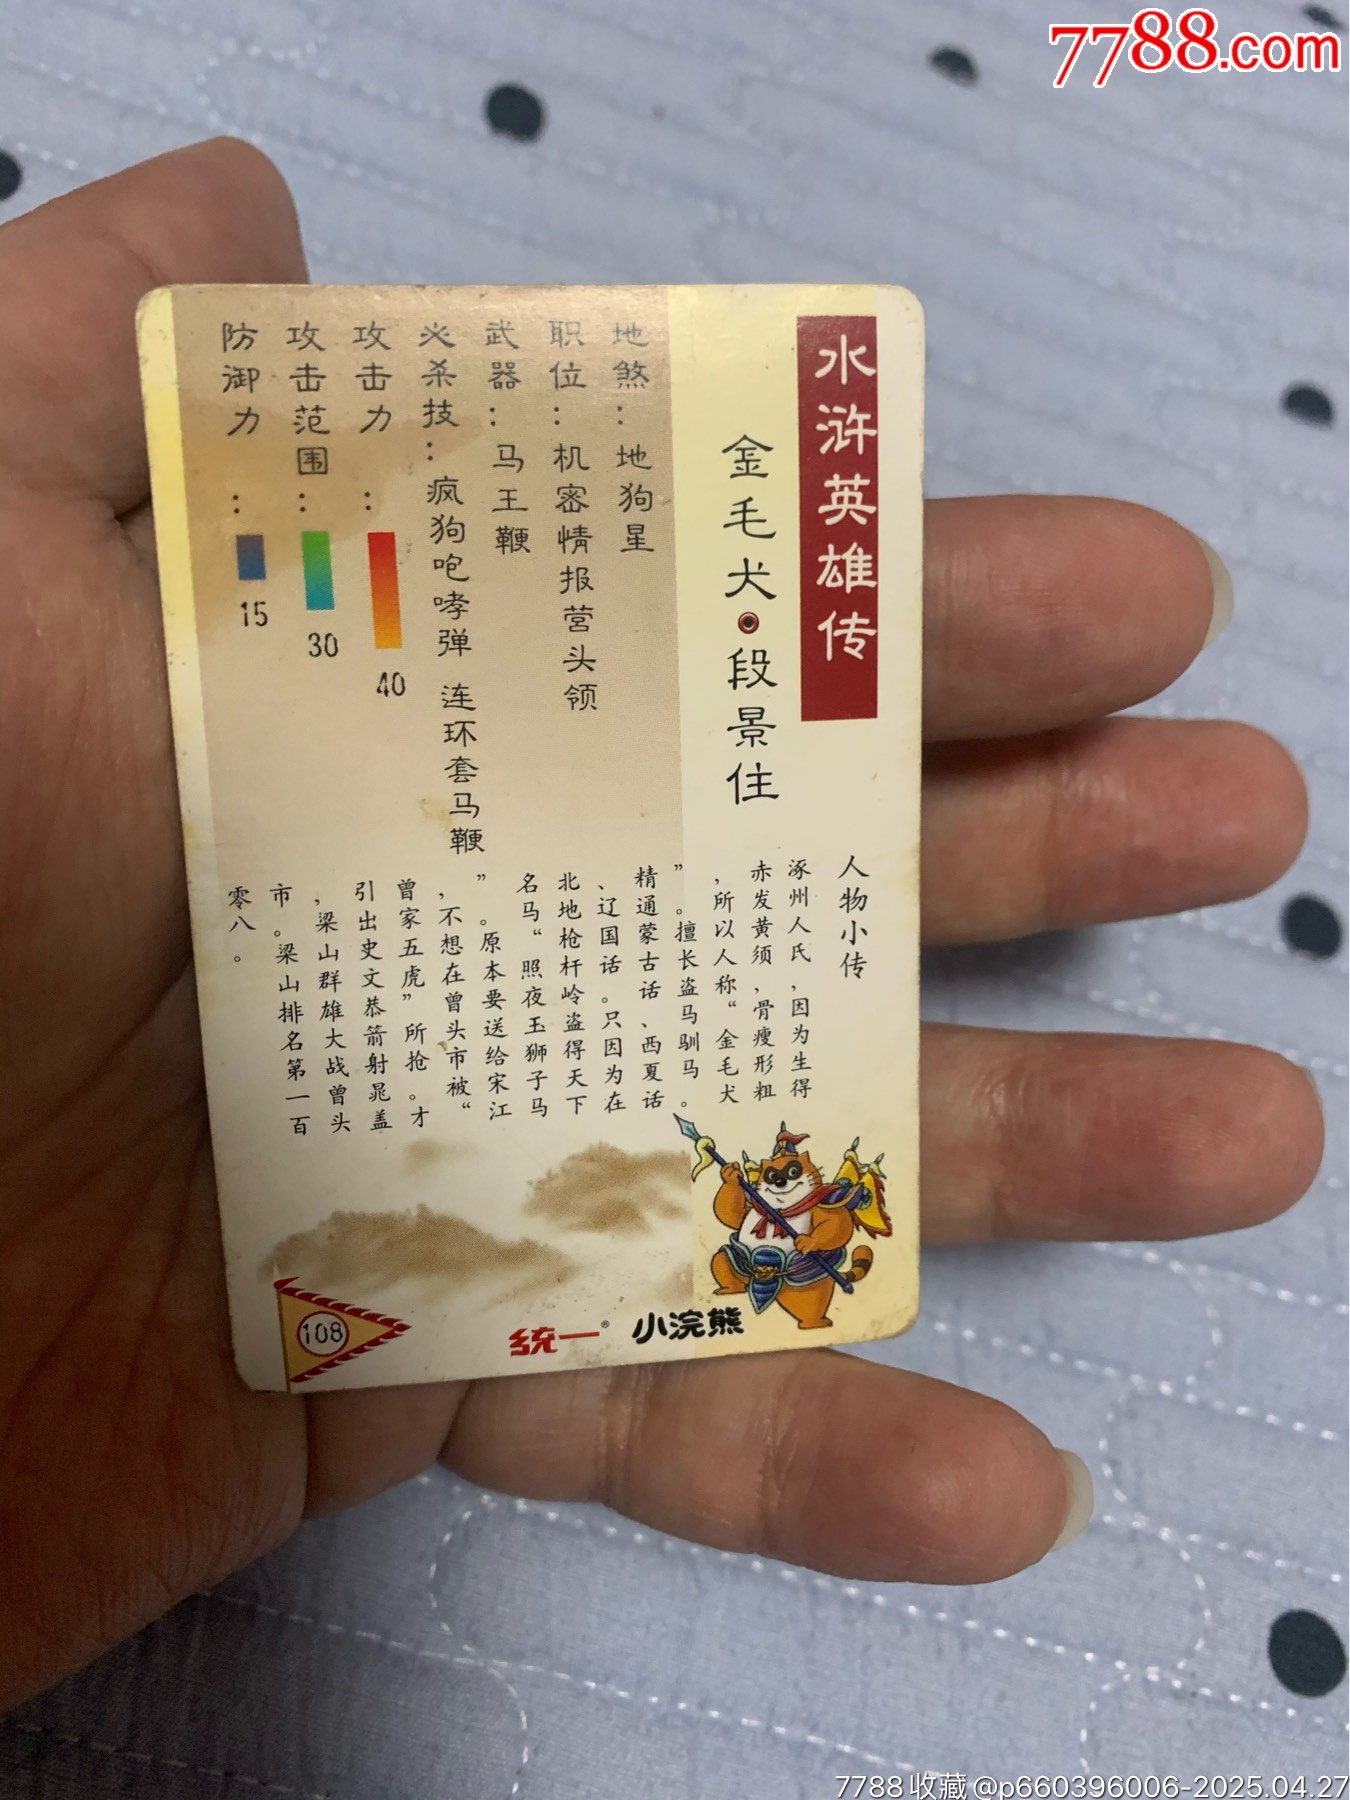 7788.com
水浒英雄传
金毛犬·段景住
地煞：地狗星
职位：机密情报营头领
武器：马王鞭
必杀技：疯狗咆哮弹 连环套马鞭
攻击力：40
攻击范围：30
防御力：15
人物小传
涿州人氏，因为生得
赤发黄须，骨瘦形粗
，所以人称“金毛犬
”。擅长盗马驯马。
精通蒙古话、西夏话
、辽国话。只因为在
北地枪杆岭盗得天下
名马“照夜玉狮子马
”。原本要送给宋江
，不想在曾头市被“
曾家五虎”所抢。才
引出史文恭箭射晁盖
，梁山群雄大战曾头
市。梁山排名第一百
零八。
108
统一® 小浣熊
7788收藏@p660396006-2025.04.27